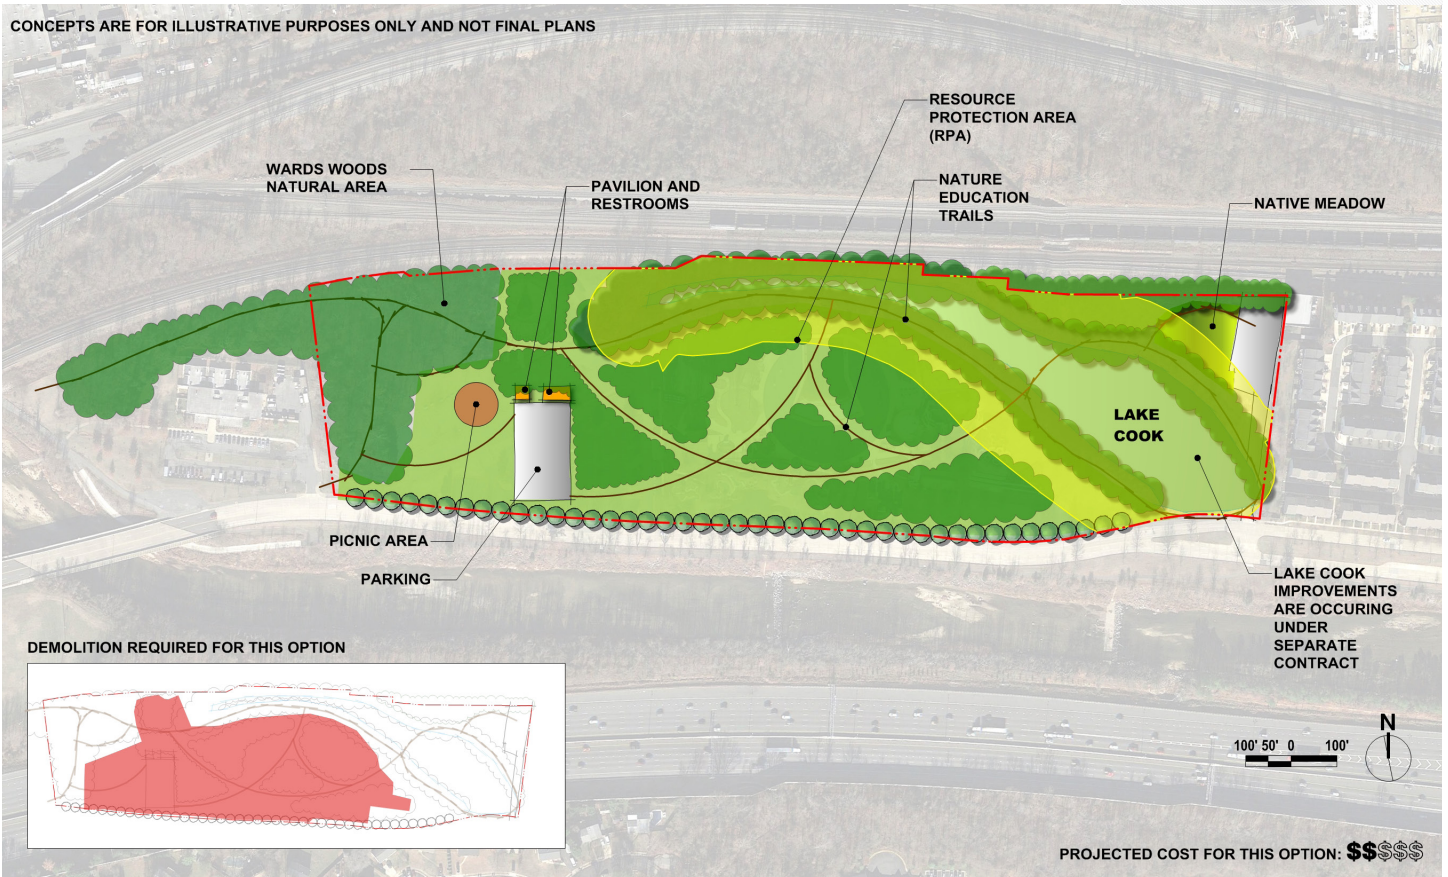 CONCEPTS ARE FOR ILLUSTRATIVE PURPOSES ONLY AND NOT FINAL PLANS
RESOURCE
PROTECTION AREA
(RPA)
WARDS WOODS
NATURAL AREA
PAVILION AND
RESTROOMS
NATURE
EDUCATION
TRAILS
NATIVE MEADOW
LAKE
COOK
PICNIC AREA
PARKING
LAKE COOK
IMPROVEMENTS
ARE OCCURING
UNDER
SEPARATE
CONTRACT
DEMOLITION REQUIRED FOR THIS OPTION
N
100' 50' 0 100'
PROJECTED COST FOR THIS OPTION: $$$$$